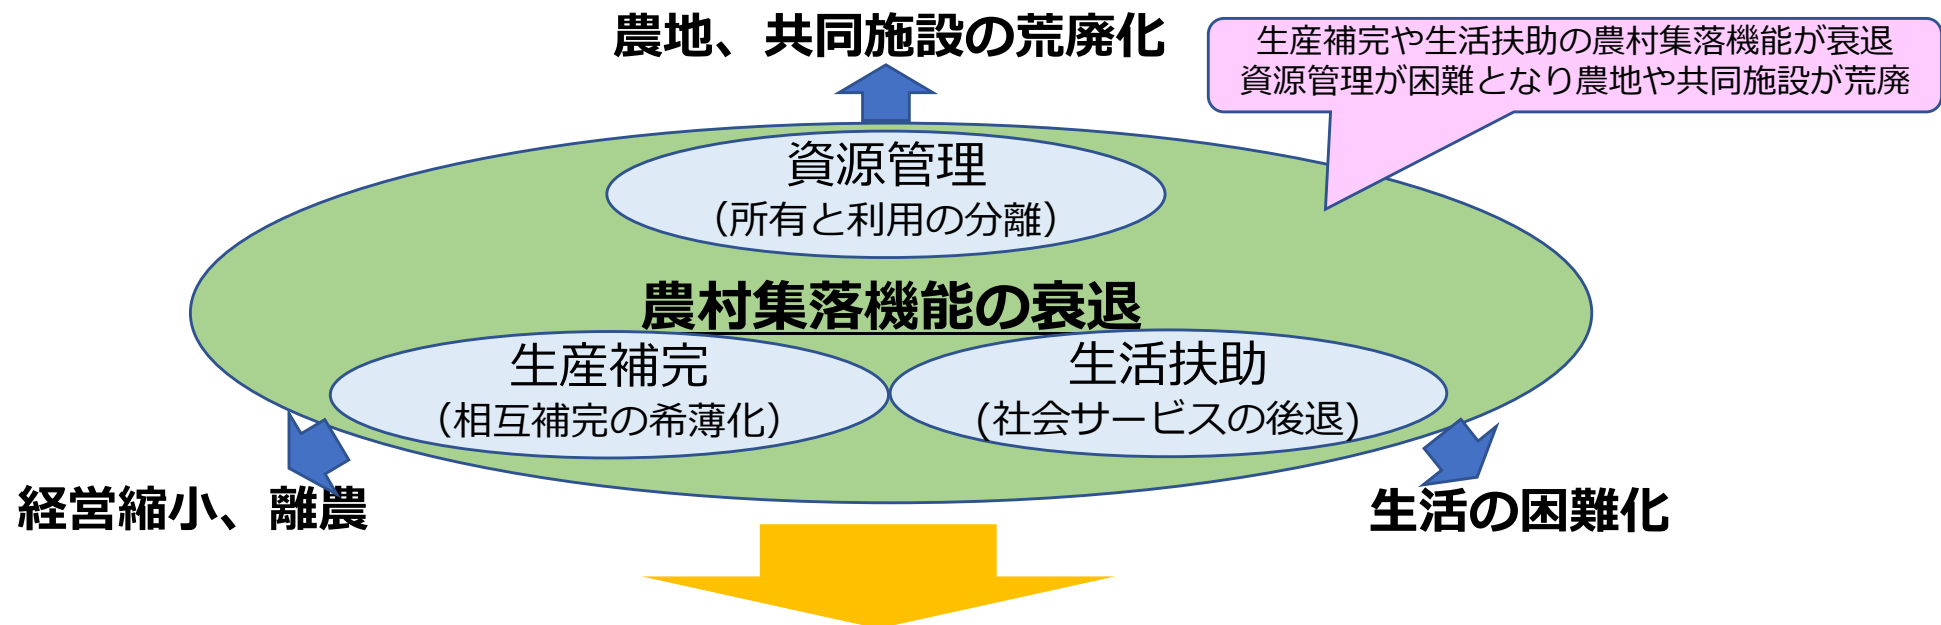 農地、共同施設の荒廃化
生産補完や生活扶助の農村集落機能が衰退
資源管理が困難となり農地や共同施設が荒廃
資源管理
（所有と利用の分離）
農村集落機能の衰退
生産補完
（相互補完の希薄化）
生活扶助
(社会サービスの後退)
経営縮小、離農
生活の困難化